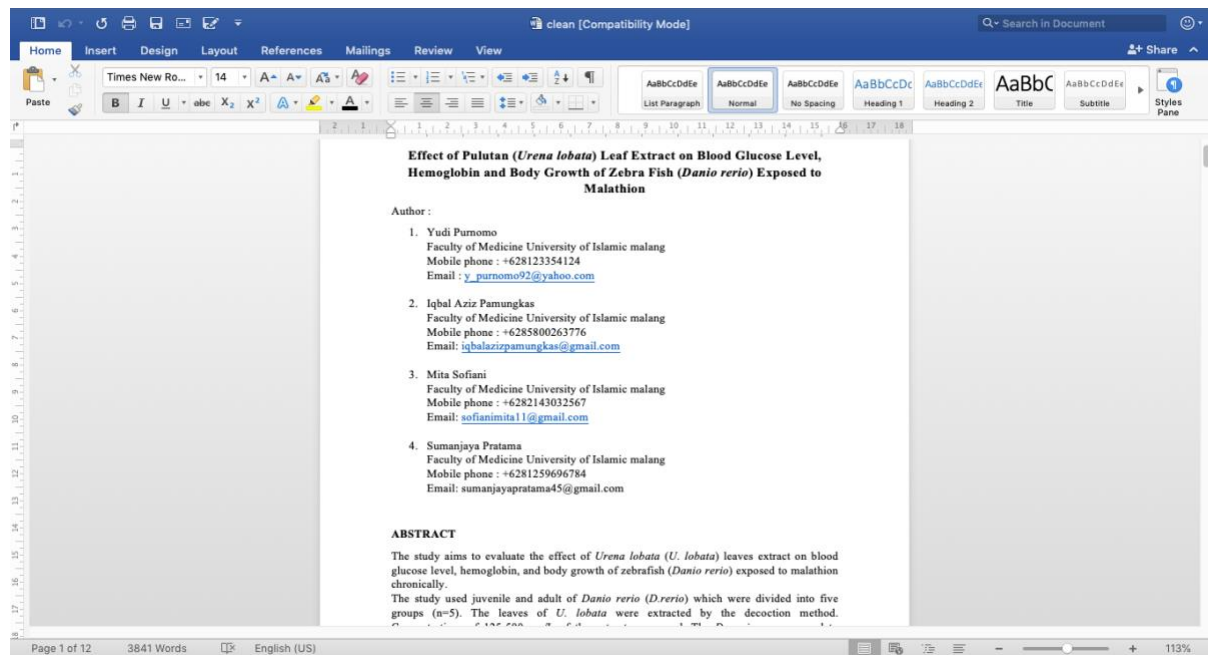 clean [Compatibility Mode]
Search in Document
Home Insert Design Layout References Mailings Review View
Share
Paste
Times New Ro... 14
B I U abc X₂ X²
AaBbCcDdEe AaBbCcDdEe AaBbCcDdEe AaBbCcDc AaBbCcDdEe AaBbC AaBbCcDdEe
List Paragraph Normal No Spacing Heading 1 Heading 2 Title Subtitle
Styles
Pane
Effect of Pulutan (Urena lobata) Leaf Extract on Blood Glucose Level,
Hemoglobin and Body Growth of Zebra Fish (Danio rerio) Exposed to
Malathion
Author :
1. Yudi Purnomo
Faculty of Medicine University of Islamic malang
Mobile phone : +628123354124
Email : y_purnomo92@yahoo.com
2. Iqbal Aziz Pamungkas
Faculty of Medicine University of Islamic malang
Mobile phone : +6285800263776
Email: iqbalazizpamungkas@gmail.com
3. Mita Sofiani
Faculty of Medicine University of Islamic malang
Mobile phone : +6282143032567
Email: sofianimita11@gmail.com
4. Sumanjaya Pratama
Faculty of Medicine University of Islamic malang
Mobile phone : +6281259696784
Email: sumanjayapratama45@gmail.com
ABSTRACT
The study aims to evaluate the effect of Urena lobata (U. lobata) leaves extract on blood
glucose level, hemoglobin, and body growth of zebrafish (Danio rerio) exposed to malathion
chronically.
The study used juvenile and adult of Danio rerio (D.rerio) which were divided into five
groups (n=5). The leaves of U. lobata were extracted by the decoction method.
Page 1 of 12 3841 Words English (US) 113%